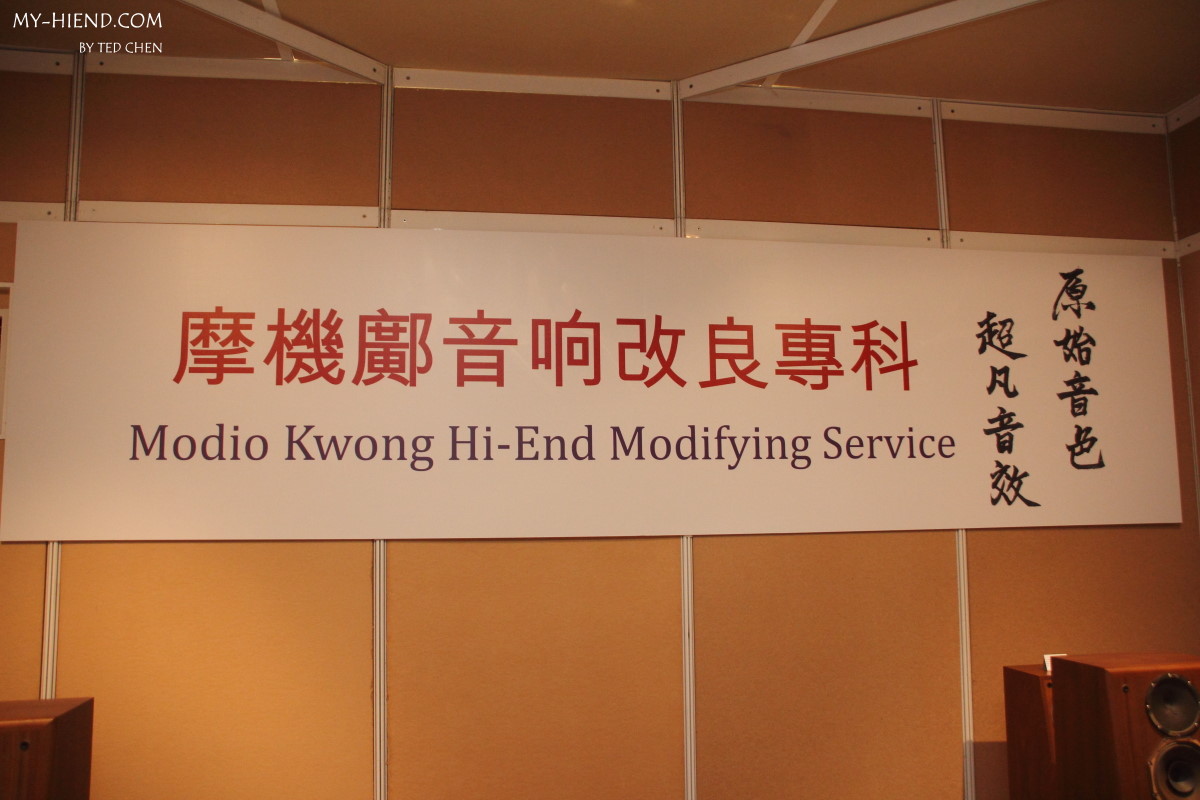 MY-HIEND.COM
BY TED CHEN
摩機鄺音响改良專科
Modio Kwong Hi-End Modifying Service
原始音色
超凡音效